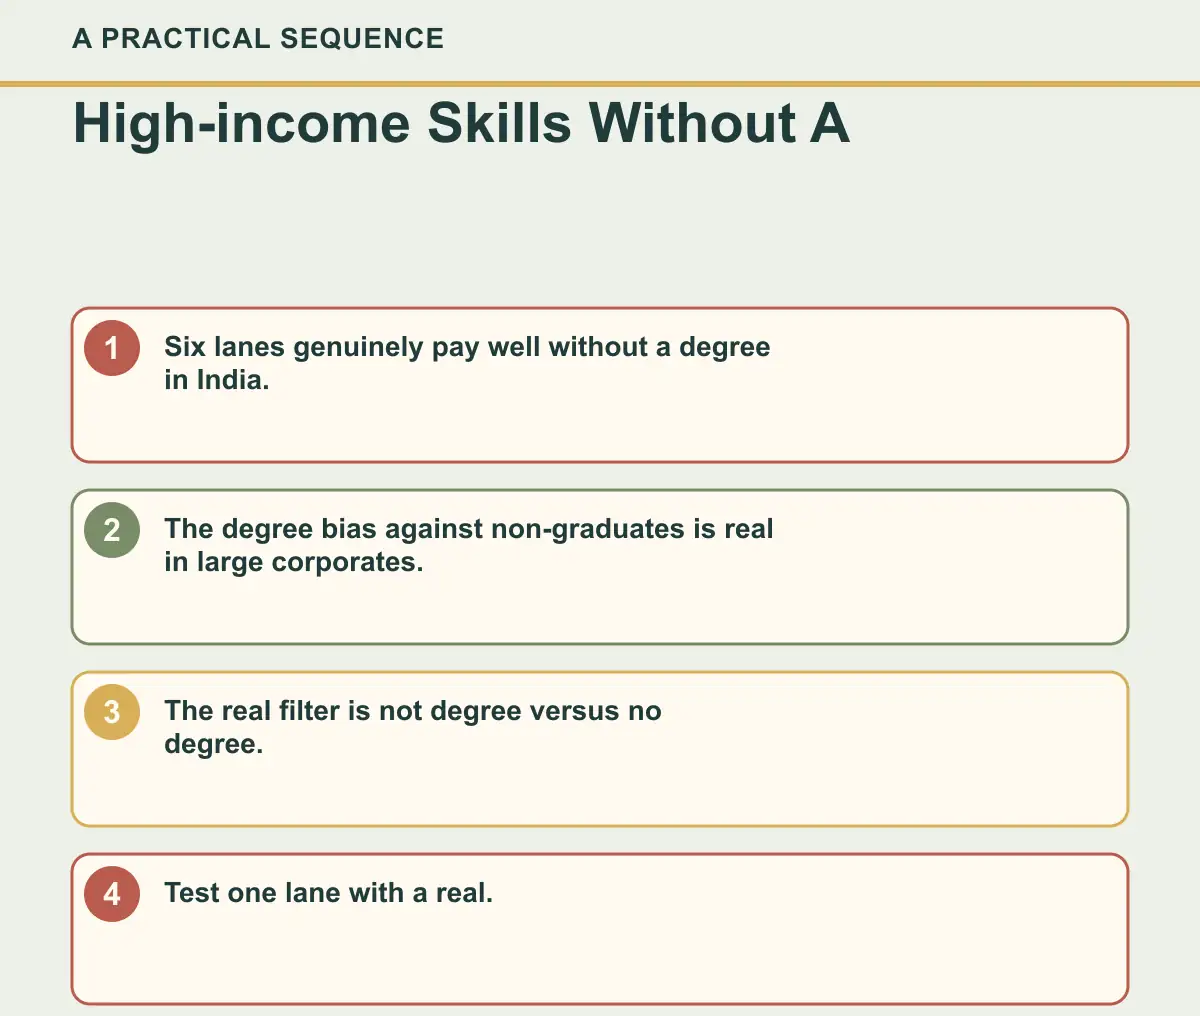 A PRACTICAL SEQUENCE
High-income Skills Without A
1
Six lanes genuinely pay well without a degree
in India.
2
The degree bias against non-graduates is real
in large corporates.
3
The real filter is not degree versus no
degree.
4
Test one lane with a real.